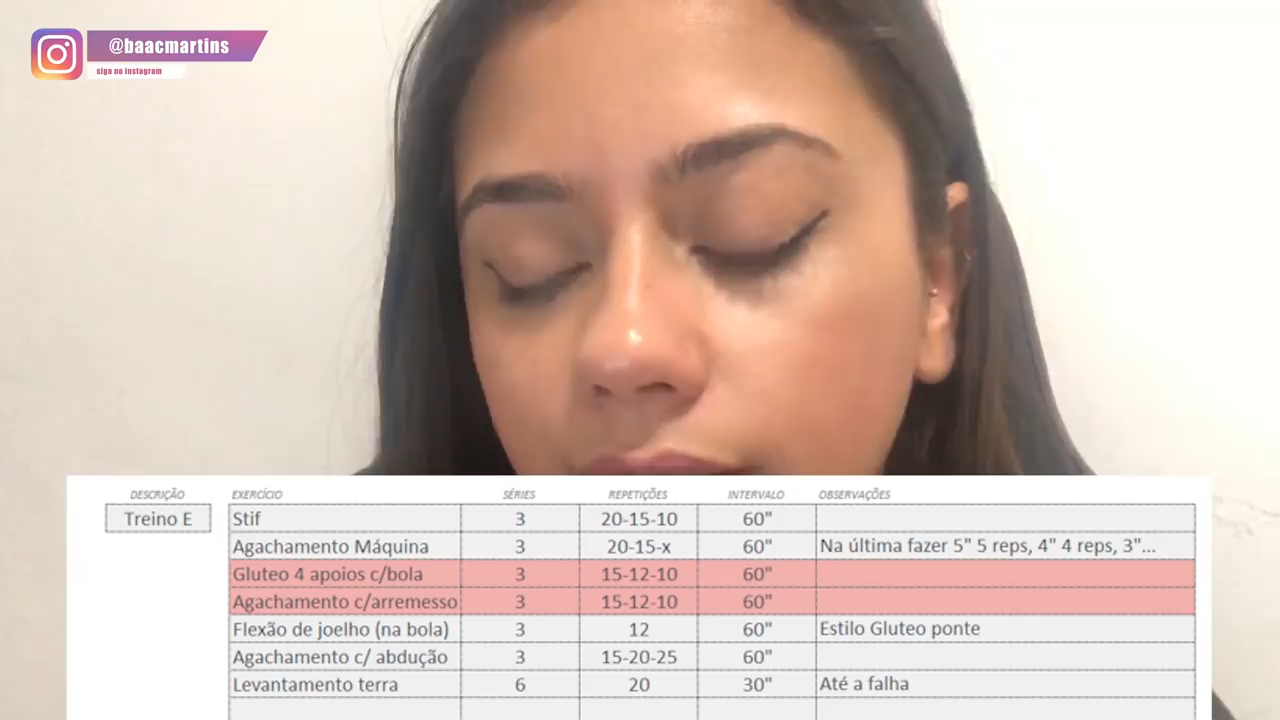 @baacmartins
siga no instagram
DESCRIÇÃO EXERCÍCIO SÉRIES REPETIÇÕES INTERVALO OBSERVAÇÕES
Treino E Stif 3 20-15-10 60"
Agachamento Máquina 3 20-15-x 60" Na última fazer 5" 5 reps, 4" 4 reps, 3"...
Gluteo 4 apoios c/bola 3 15-12-10 60"
Agachamento c/arremesso 3 15-12-10 60"
Flexão de joelho (na bola) 3 12 60" Estilo Gluteo ponte
Agachamento c/ abdução 3 15-20-25 60"
Levantamento terra 6 20 30" Até a falha